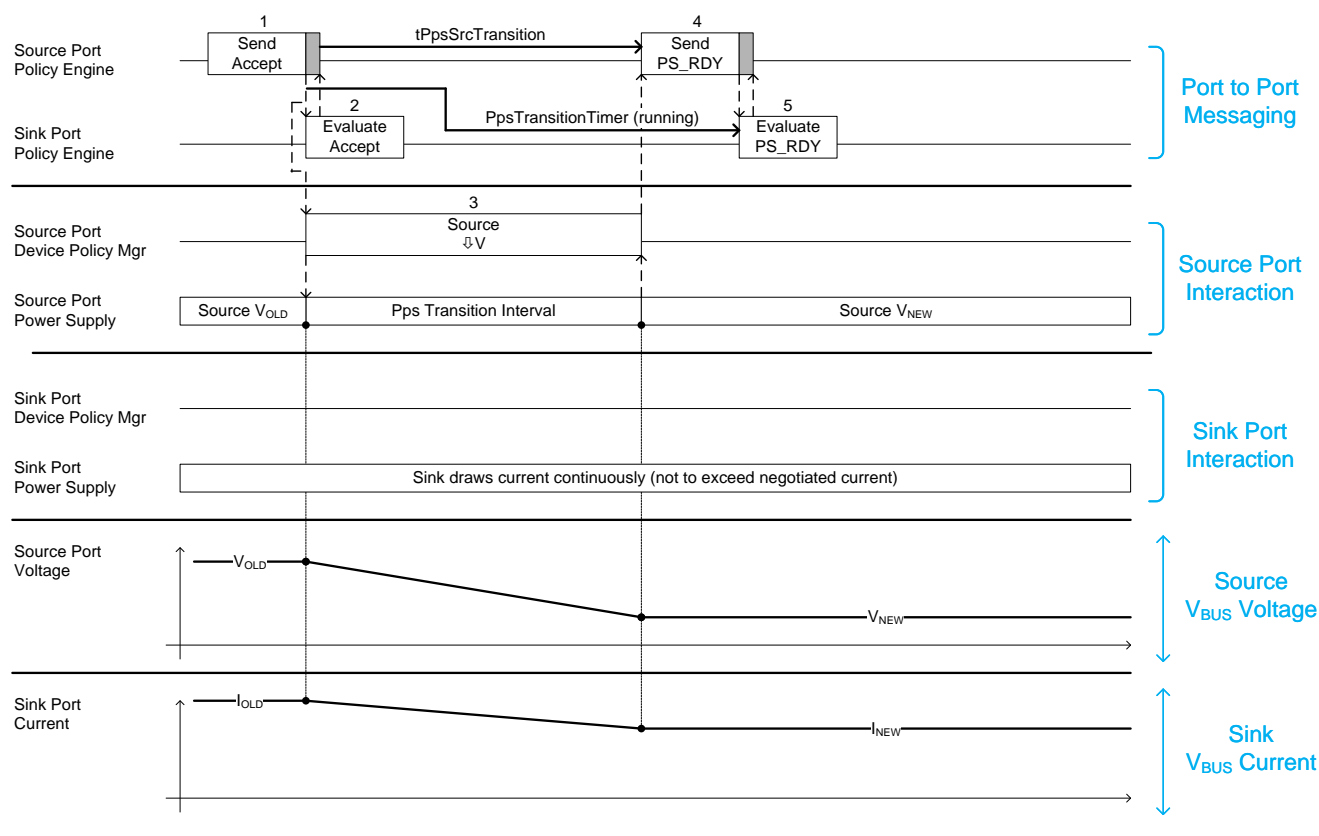 1
4
Source Port
Policy Engine
Send
Accept
tPpsSrcTransition
Send
PS_RDY
Port to Port
Messaging
2
5
Sink Port
Policy Engine
Evaluate
Accept
PpsTransitionTimer (running)
Evaluate
PS_RDY
3
Source Port
Device Policy Mgr
Source
⇩V
Source Port
Interaction
Source Port
Power Supply
Source VOLD
Pps Transition Interval
Source VNEW
Sink Port
Device Policy Mgr
Sink Port
Interaction
Sink Port
Power Supply
Sink draws current continuously (not to exceed negotiated current)
Source Port
Voltage
VOLD
VNEW
Source
VBUS Voltage
Sink Port
Current
IOLD
INEW
Sink
VBUS Current